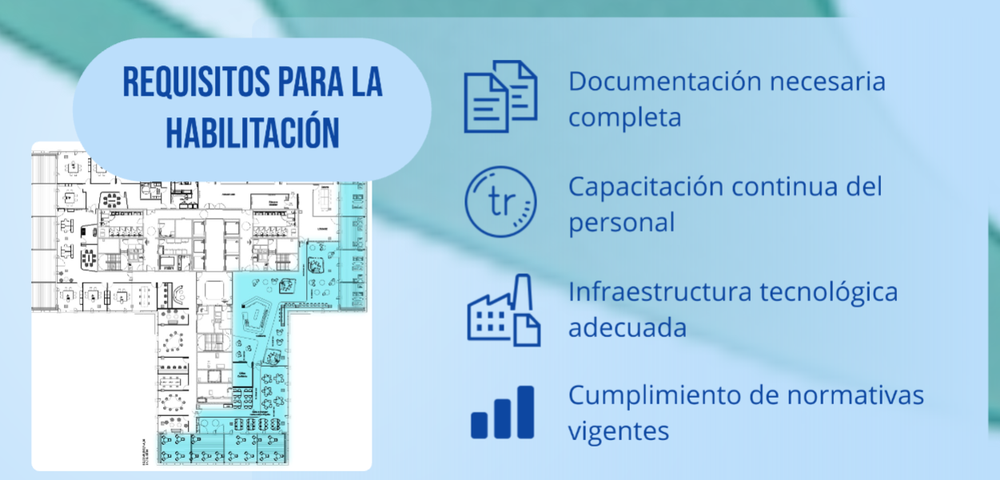 REQUISITOS PARA LA
HABILITACIÓN
Documentación necesaria
completa
tr
Capacitación continua del
personal
Infraestructura tecnológica
adecuada
Cumplimiento de normativas
vigentes